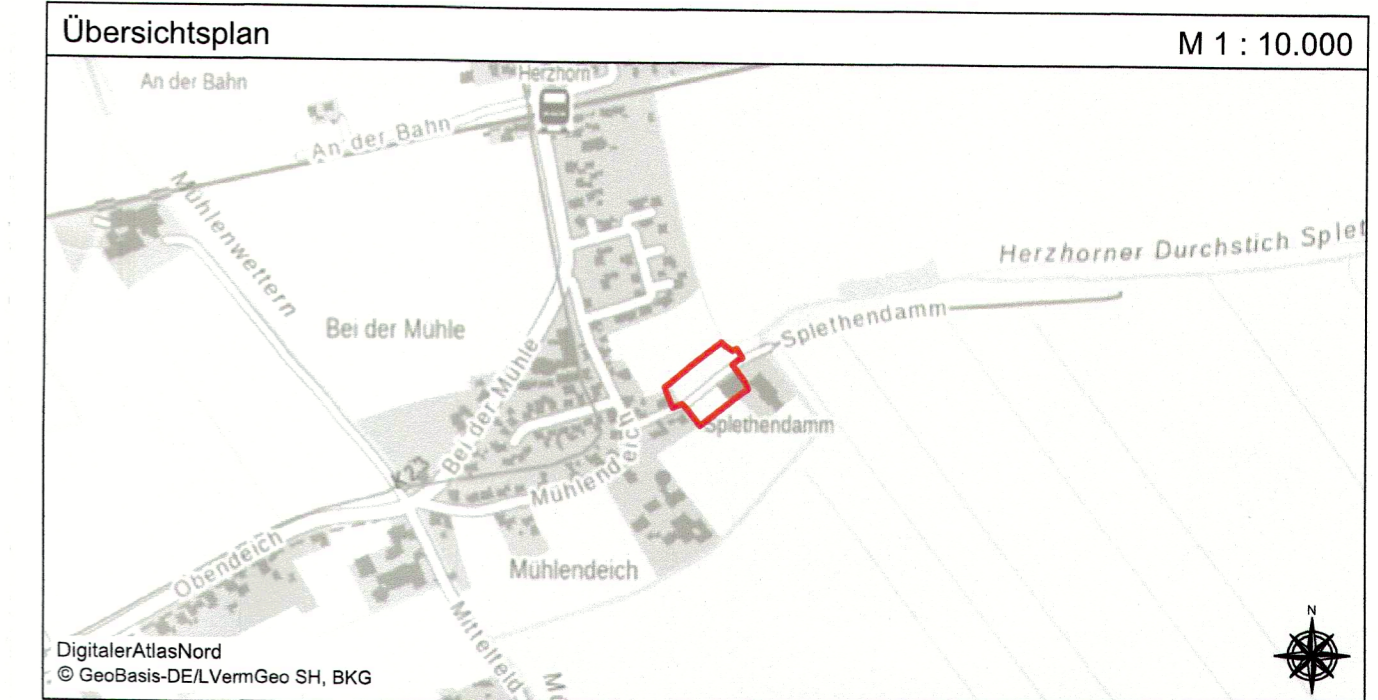 Übersichtsplan
M 1 : 10.000
An der Bahn
Herzhorn
An der Bahn
Mühlenwettern
Herzhorner Durchstich Splet
Bei der Mühle
Splethendamm
Bei der Mühle
Splethendamm
K23
Mühlendeich
Obendeich
Mühlendeich
Mittelfeld
N
DigitalerAtlasNord
© GeoBasis-DE/LVermGeo SH, BKG